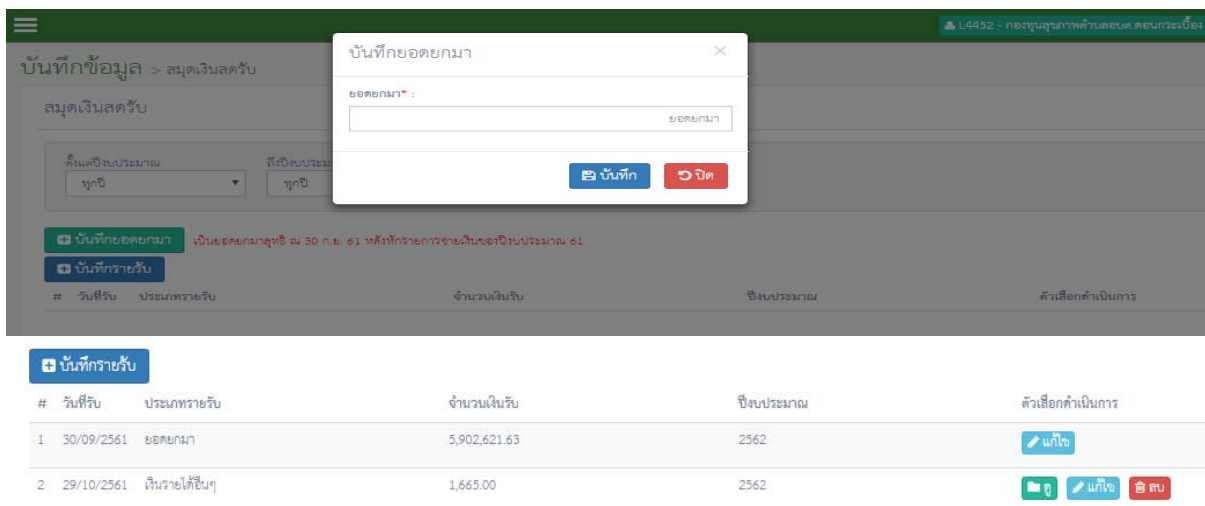 L4452 - กองทุนสุขภาพตำบลอบต.ดอนกระเบื้อง
บันทึกข้อมูล > สมุดเงินสดรับ
บันทึกยอดยกมา ×
ยอดยกมา* :
ยอดยกมา
บันทึก ปิด
สมุดเงินสดรับ
ตั้งแต่ปีงบประมาณ ถึงปีงบประมา
ทุกปี ทุกปี
บันทึกยอดยกมา เป็นยอดยกมาสุทธิ ณ 30 ก.ย. 61 หลังหักรายการจ่ายเงินของปีงบประมาณ 61
บันทึกรายรับ
# วันที่รับ ประเภทรายรับ จำนวนเงินรับ ปีงบประมาณ ตัวเลือกดำเนินการ
บันทึกรายรับ
# วันที่รับ ประเภทรายรับ จำนวนเงินรับ ปีงบประมาณ ตัวเลือกดำเนินการ
1 30/09/2561 ยอดยกมา 5,902,621.63 2562 แก้ไข
2 29/10/2561 เงินรายได้อื่นๆ 1,665.00 2562 ดู แก้ไข ลบ